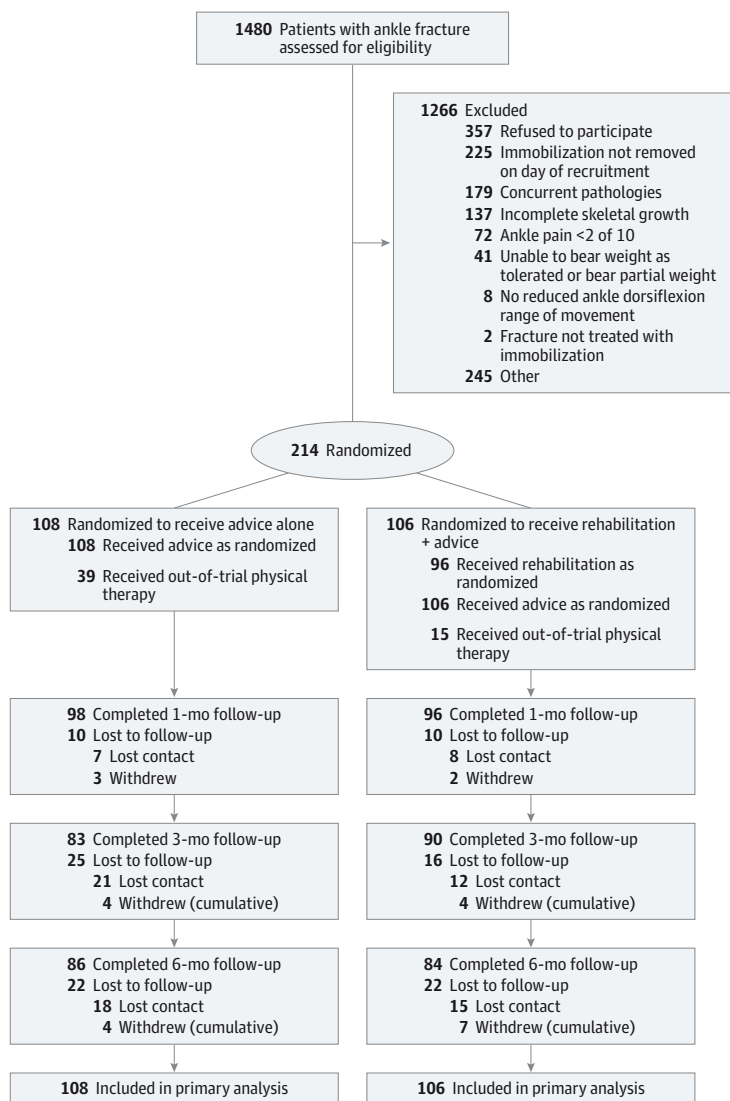 1480 Patients with ankle fracture
assessed for eligibility
1266 Excluded
357 Refused to participate
225 Immobilization not removed
on day of recruitment
179 Concurrent pathologies
137 Incomplete skeletal growth
72 Ankle pain <2 of 10
41 Unable to bear weight as
tolerated or bear partial weight
8 No reduced ankle dorsiflexion
range of movement
2 Fracture not treated with
immobilization
245 Other
214 Randomized
108 Randomized to receive advice alone
108 Received advice as randomized
39 Received out-of-trial physical
therapy
106 Randomized to receive rehabilitation
+ advice
96 Received rehabilitation as
randomized
106 Received advice as randomized
15 Received out-of-trial physical
therapy
98 Completed 1-mo follow-up
10 Lost to follow-up
7 Lost contact
3 Withdrew
96 Completed 1-mo follow-up
10 Lost to follow-up
8 Lost contact
2 Withdrew
83 Completed 3-mo follow-up
25 Lost to follow-up
21 Lost contact
4 Withdrew (cumulative)
90 Completed 3-mo follow-up
16 Lost to follow-up
12 Lost contact
4 Withdrew (cumulative)
86 Completed 6-mo follow-up
22 Lost to follow-up
18 Lost contact
4 Withdrew (cumulative)
84 Completed 6-mo follow-up
22 Lost to follow-up
15 Lost contact
7 Withdrew (cumulative)
108 Included in primary analysis
106 Included in primary analysis